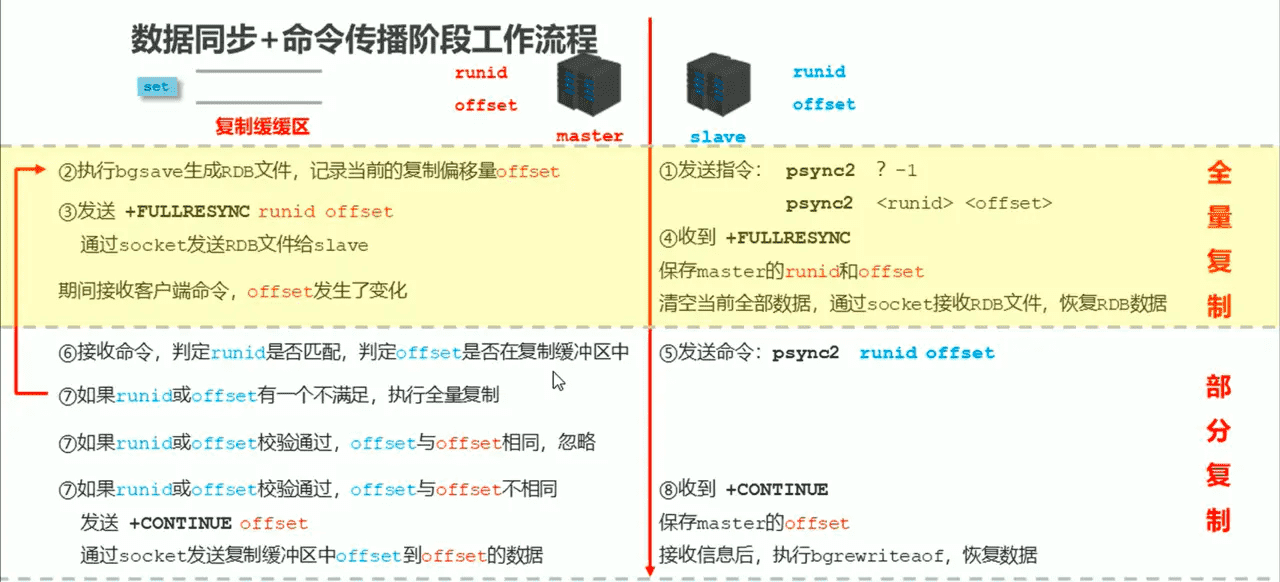 数据同步+命令传播阶段工作流程
set
复制缓缓区
runid
offset
master
runid
offset
slave
②执行bgsave生成RDB文件，记录当前的复制偏移量offset
③发送 +FULLRESYNC runid offset
通过socket发送RDB文件给slave
期间接收客户端命令，offset发生了变化
①发送指令： psync2 ? -1
psync2 <runid> <offset>
④收到 +FULLRESYNC
保存master的runid和offset
清空当前全部数据，通过socket接收RDB文件，恢复RDB数据
全量复制
⑥接收命令，判定runid是否匹配，判定offset是否在复制缓冲区中
⑦如果runid或offset有一个不满足，执行全量复制
⑦如果runid或offset校验通过，offset与offset相同，忽略
⑦如果runid或offset校验通过，offset与offset不相同
发送 +CONTINUE offset
通过socket发送复制缓冲区中offset到offset的数据
⑤发送命令：psync2 runid offset
⑧收到 +CONTINUE
保存master的offset
接收信息后，执行bgrewriteaof，恢复数据
部分复制